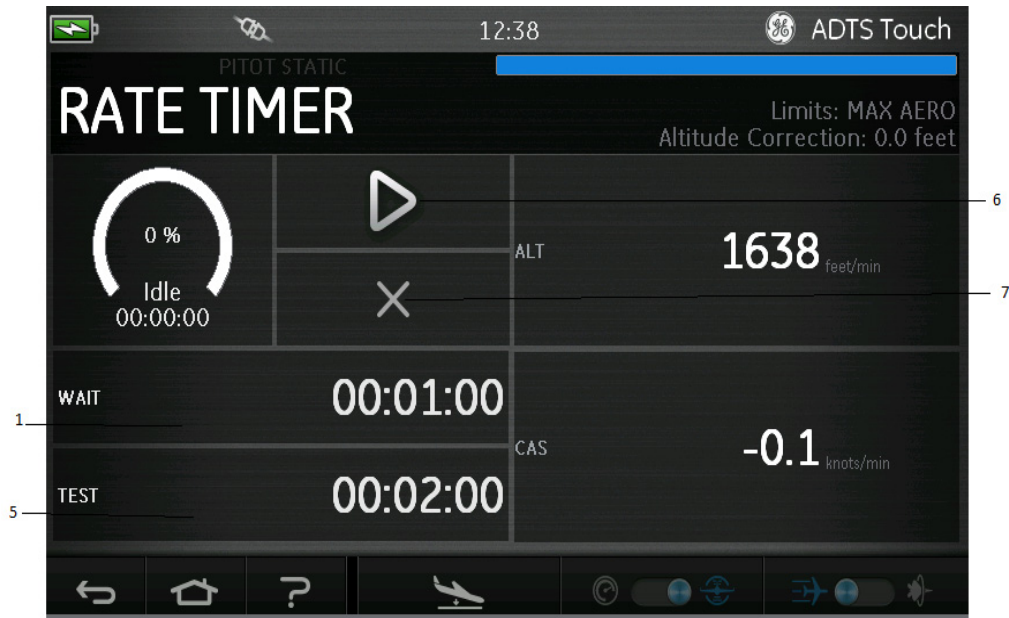 12:38
ADTS Touch
PITOT STATIC
RATE TIMER
Limits: MAX AERO
Altitude Correction: 0.0 feet
0 %
Idle
00:00:00
ALT
1638 feet/min
6
7
WAIT
00:01:00
1
CAS
-0.1 knots/min
TEST
00:02:00
5
?